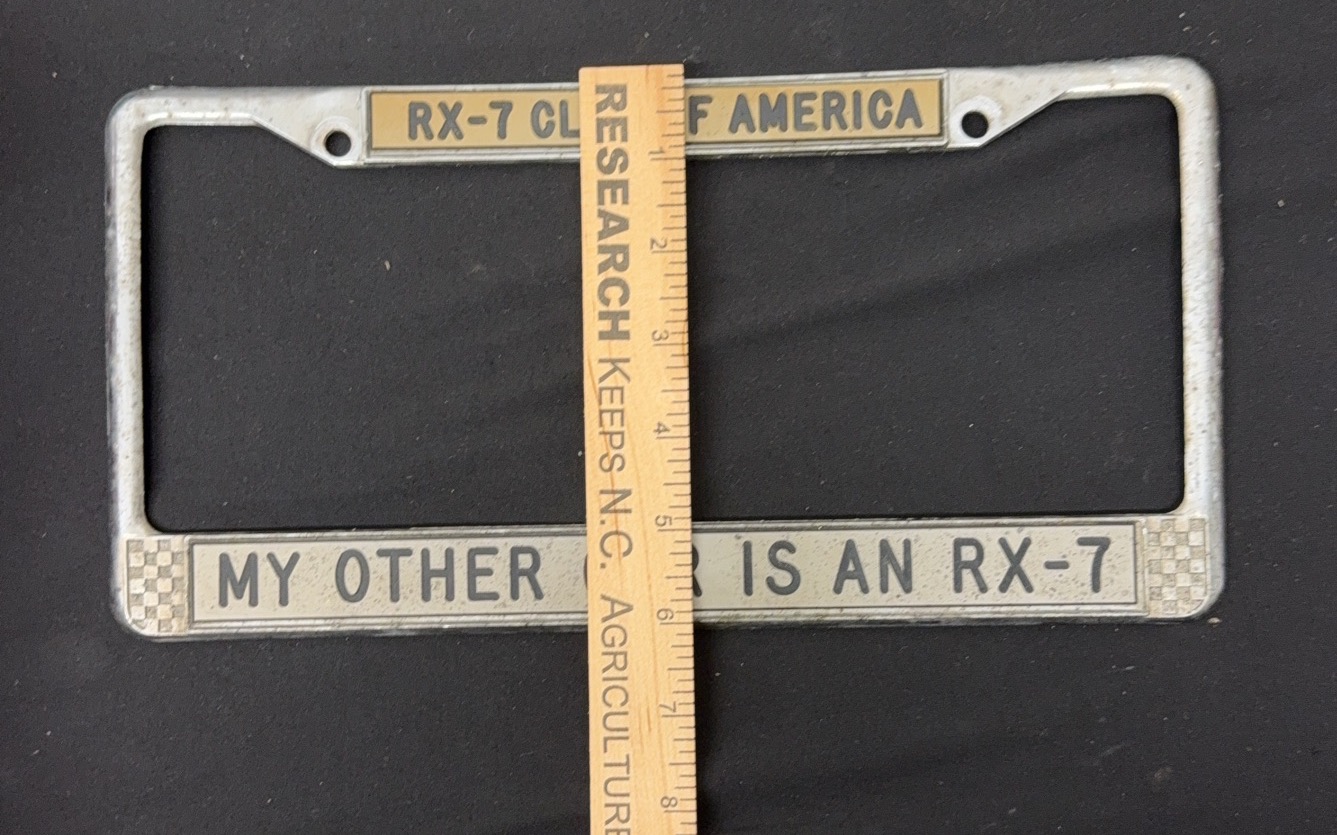 RX-7 CL F AMERICA
RESEARCH KEEPS N.C. AGRICULTURE
1
2
3
4
5
6
7
8
MY OTHER IS AN RX-7